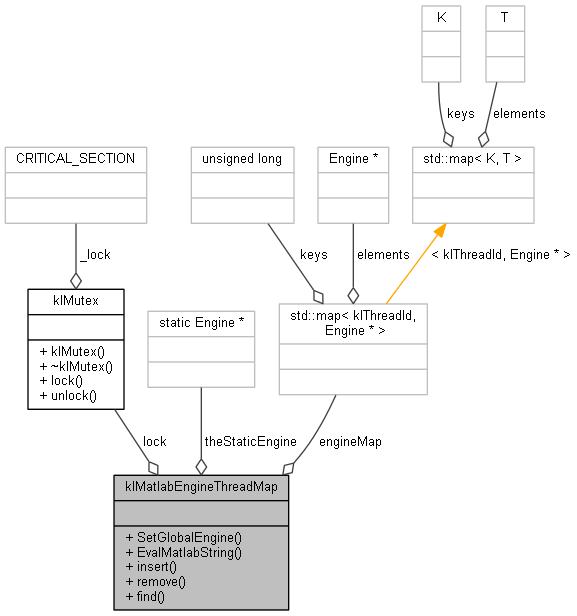 K
T
keys
elements
CRITICAL_SECTION
unsigned long
Engine *
std::map< K, T >
_lock
keys
elements
< klThreadId, Engine * >
klMutex
+ klMutex()
+ ~klMutex()
+ lock()
+ unlock()
static Engine *
std::map< klThreadId,
Engine * >
lock
theStaticEngine
engineMap
klMatlabEngineThreadMap
+ SetGlobalEngine()
+ EvalMatlabString()
+ insert()
+ remove()
+ find()